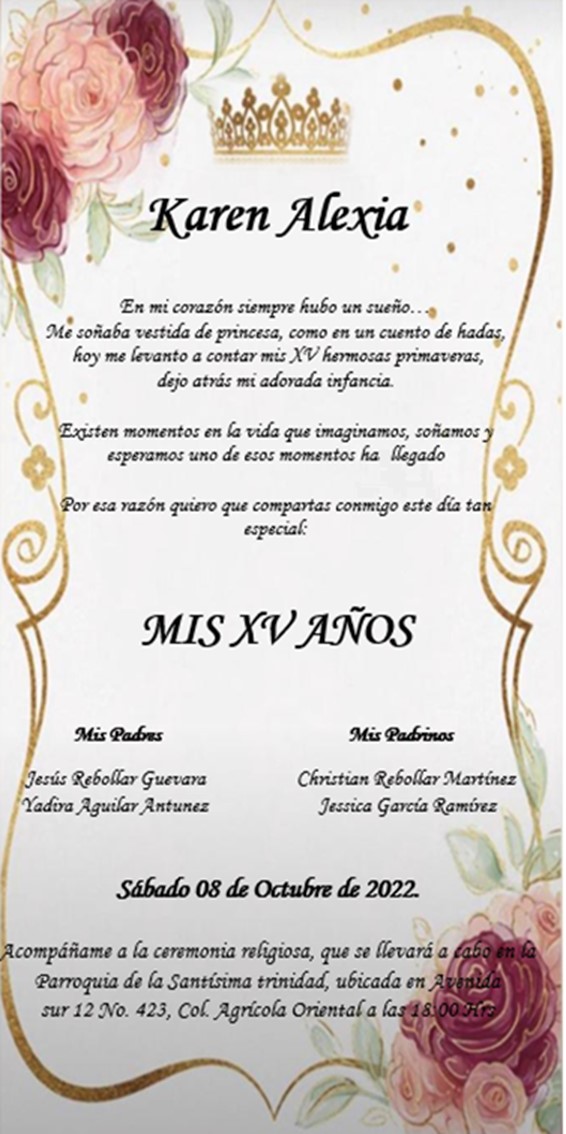 Karen Alexia
En mi corazón siempre hubo un sueño…
Me soñaba vestida de princesa, como en un cuento de hadas,
hoy me levanto a contar mis XV hermosas primaveras,
dejo atrás mi adorada infancia.
Existen momentos en la vida que imaginamos, soñamos y
esperamos uno de esos momentos ha llegado
Por esa razón quiero que compartas conmigo este día tan
especial:
MIS XV AÑOS
Mis Padres
Jesús Rebollar Guevara
Yadira Aguilar Antunez
Mis Padrinos
Christian Rebollar Martínez
Jessica García Ramírez
Sábado 08 de Octubre de 2022.
Acompáñame a la ceremonia religiosa, que se llevará a cabo en la
Parroquia de la Santísima trinidad, ubicada en Avenida
sur 12 No. 423, Col. Agrícola Oriental a las 18:00 Hrs